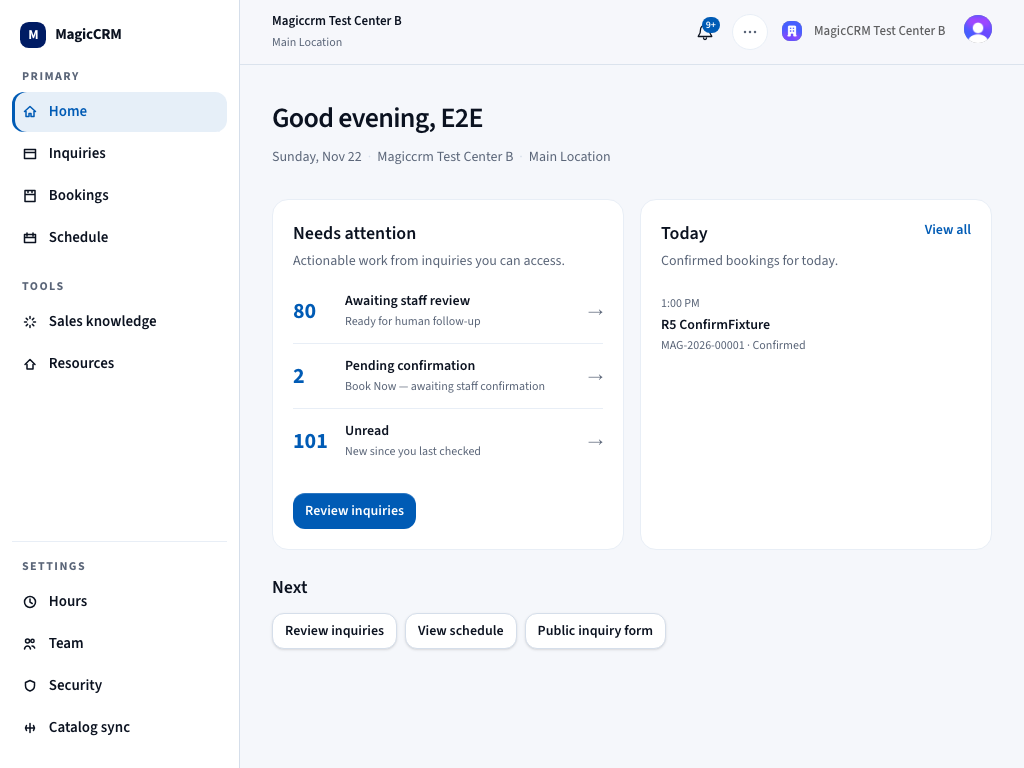 M MagicCRM
PRIMARY
Home
Inquiries
Bookings
Schedule
TOOLS
Sales knowledge
Resources
SETTINGS
Hours
Team
Security
Catalog sync
Magiccrm Test Center B
Main Location
9+
MagicCRM Test Center B
Good evening, E2E
Sunday, Nov 22 · Magiccrm Test Center B · Main Location
Needs attention
Actionable work from inquiries you can access.
80
Awaiting staff review
Ready for human follow-up
→
2
Pending confirmation
Book Now — awaiting staff confirmation
→
101
Unread
New since you last checked
→
Review inquiries
Today
View all
Confirmed bookings for today.
1:00 PM
R5 ConfirmFixture
MAG-2026-00001 · Confirmed
Next
Review inquiries
View schedule
Public inquiry form